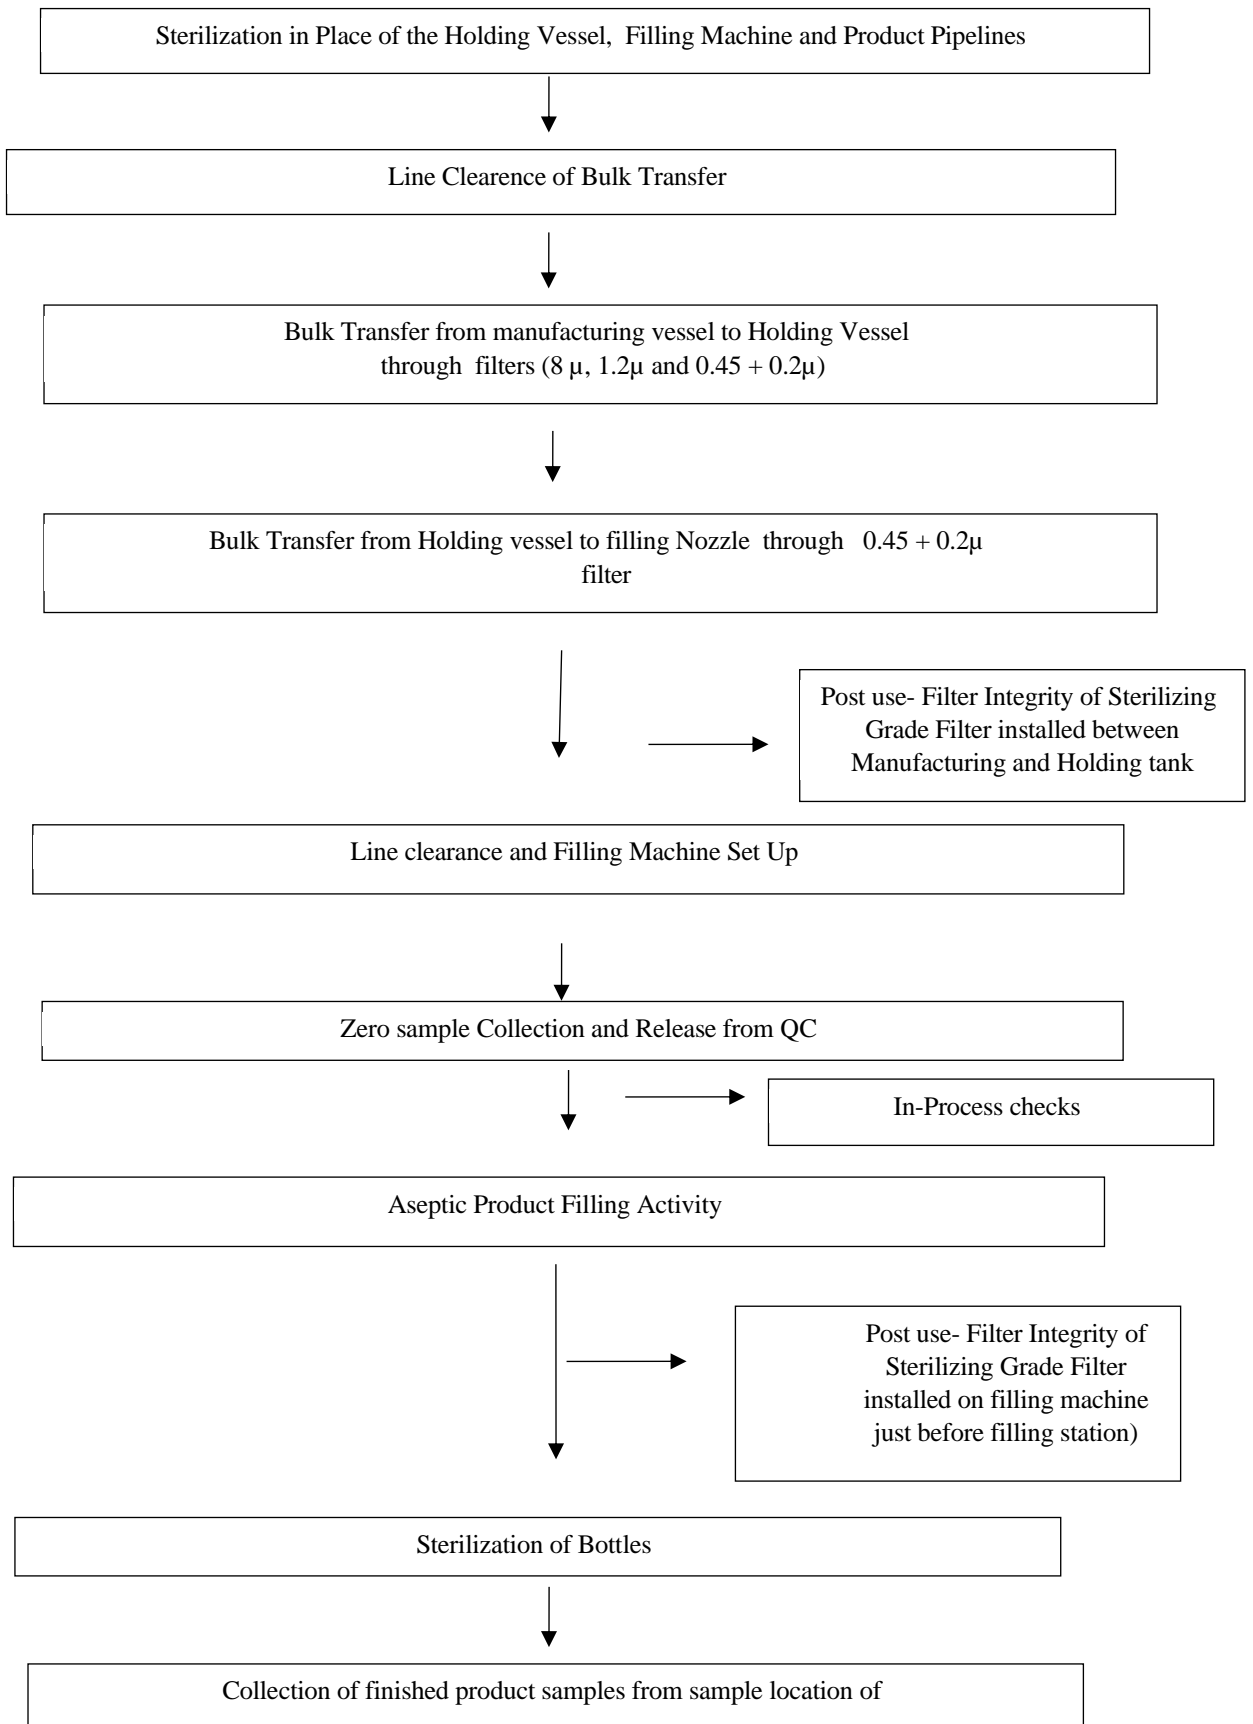 Sterilization in Place of the Holding Vessel,  Filling Machine and Product Pipelines
Line Clearence of Bulk Transfer
Bulk Transfer from manufacturing vessel to Holding Vessel
through  filters (8 µ, 1.2µ and 0.45 + 0.2µ)
Bulk Transfer from Holding vessel to filling Nozzle  through   0.45 + 0.2µ
filter
Post use- Filter Integrity of Sterilizing
Grade Filter installed between
Manufacturing and Holding tank
Line clearance and Filling Machine Set Up
Zero sample Collection and Release from QC
In-Process checks
Aseptic Product Filling Activity
Post use- Filter Integrity of
Sterilizing Grade Filter
installed on filling machine
just before filling station)
Sterilization of Bottles
Collection of finished product samples from sample location of